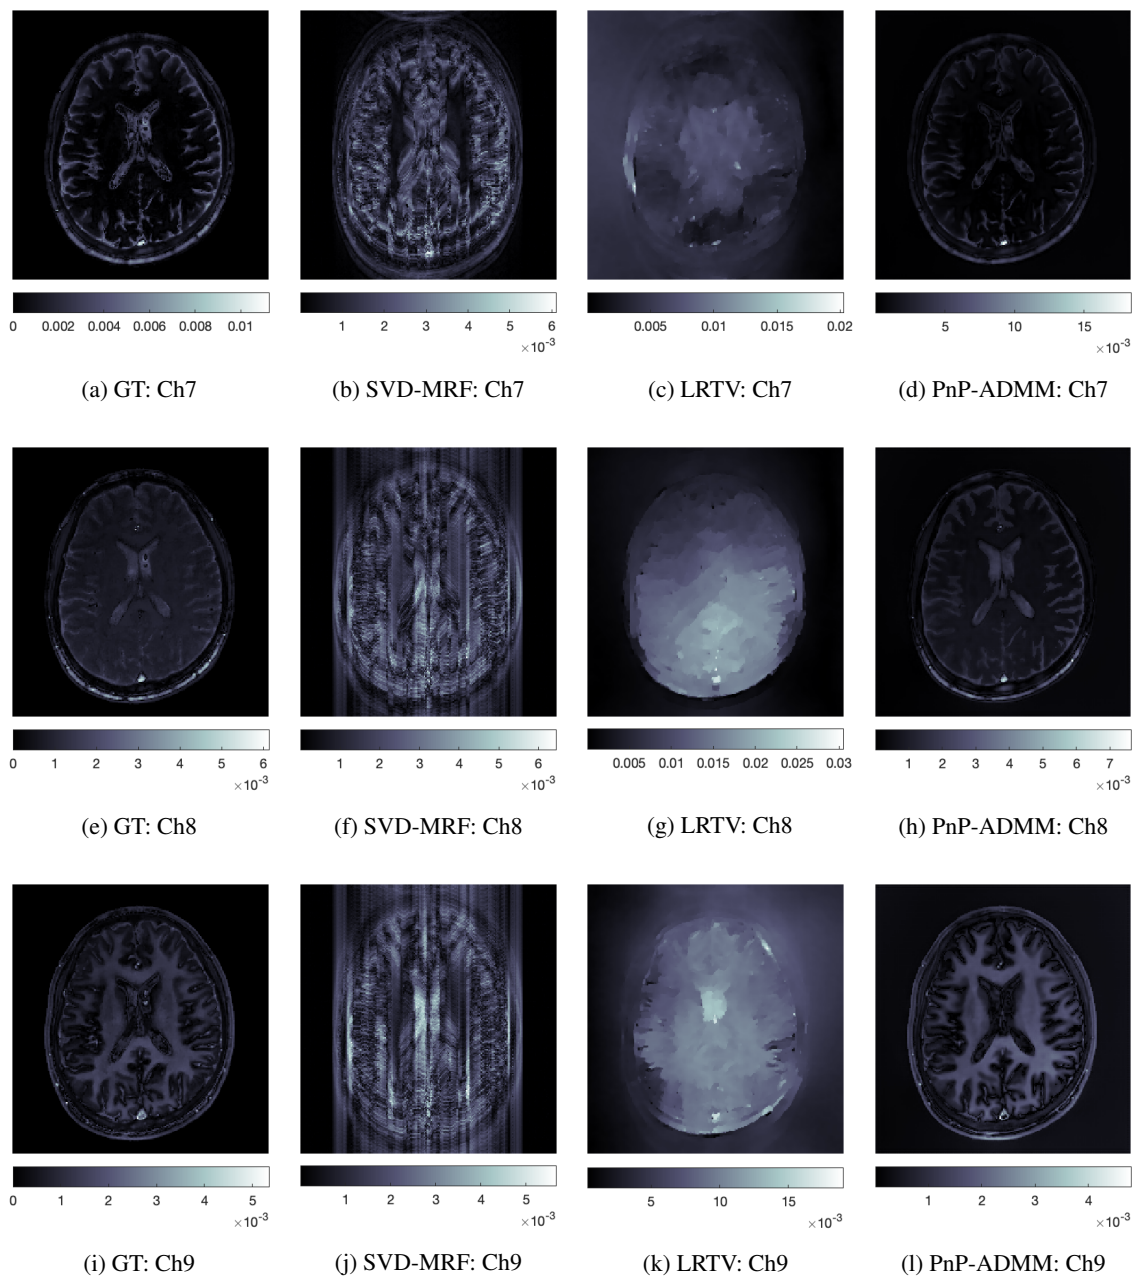 0 0.002 0.004 0.006 0.008 0.01
1 2 3 4 5 6
×10⁻³
0.005 0.01 0.015 0.02
5 10 15
×10⁻³
(a) GT: Ch7
(b) SVD-MRF: Ch7
(c) LRTV: Ch7
(d) PnP-ADMM: Ch7
0 1 2 3 4 5 6
×10⁻³
1 2 3 4 5 6
×10⁻³
0.005 0.01 0.015 0.02 0.025 0.03
1 2 3 4 5 6 7
×10⁻³
(e) GT: Ch8
(f) SVD-MRF: Ch8
(g) LRTV: Ch8
(h) PnP-ADMM: Ch8
0 1 2 3 4 5
×10⁻³
1 2 3 4 5
×10⁻³
5 10 15
×10⁻³
1 2 3 4
×10⁻³
(i) GT: Ch9
(j) SVD-MRF: Ch9
(k) LRTV: Ch9
(l) PnP-ADMM: Ch9